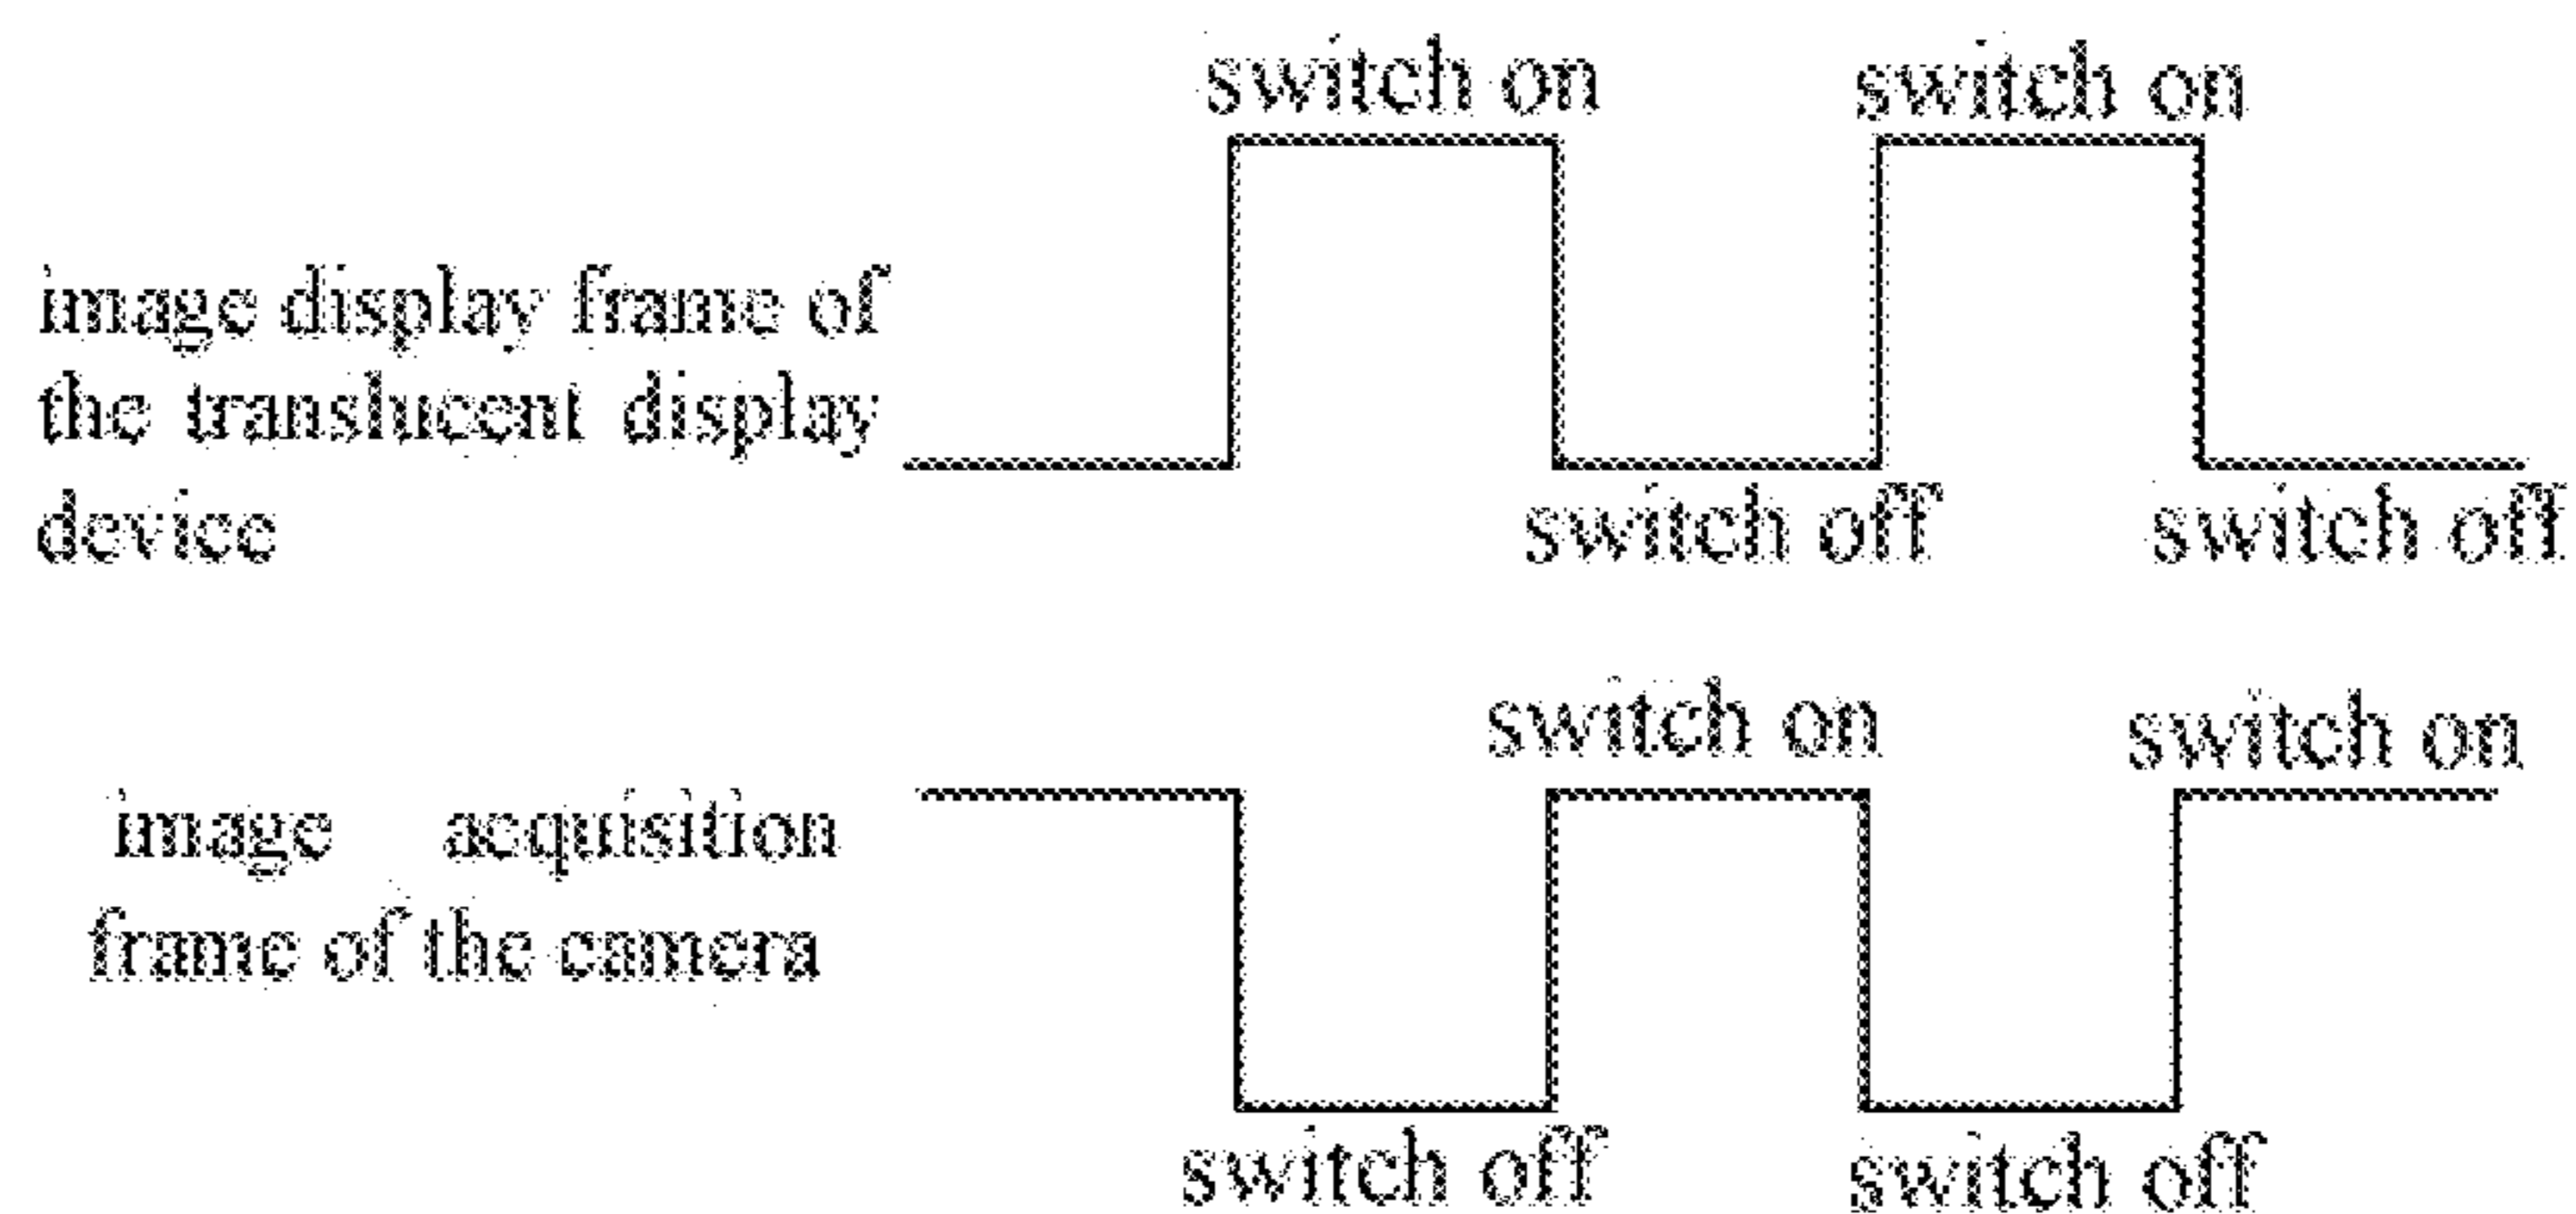 switch on switch on
image display frame of
the translucent display
device
switch off switch off
switch on switch on
image acquisition
frame of the camera
switch off switch off